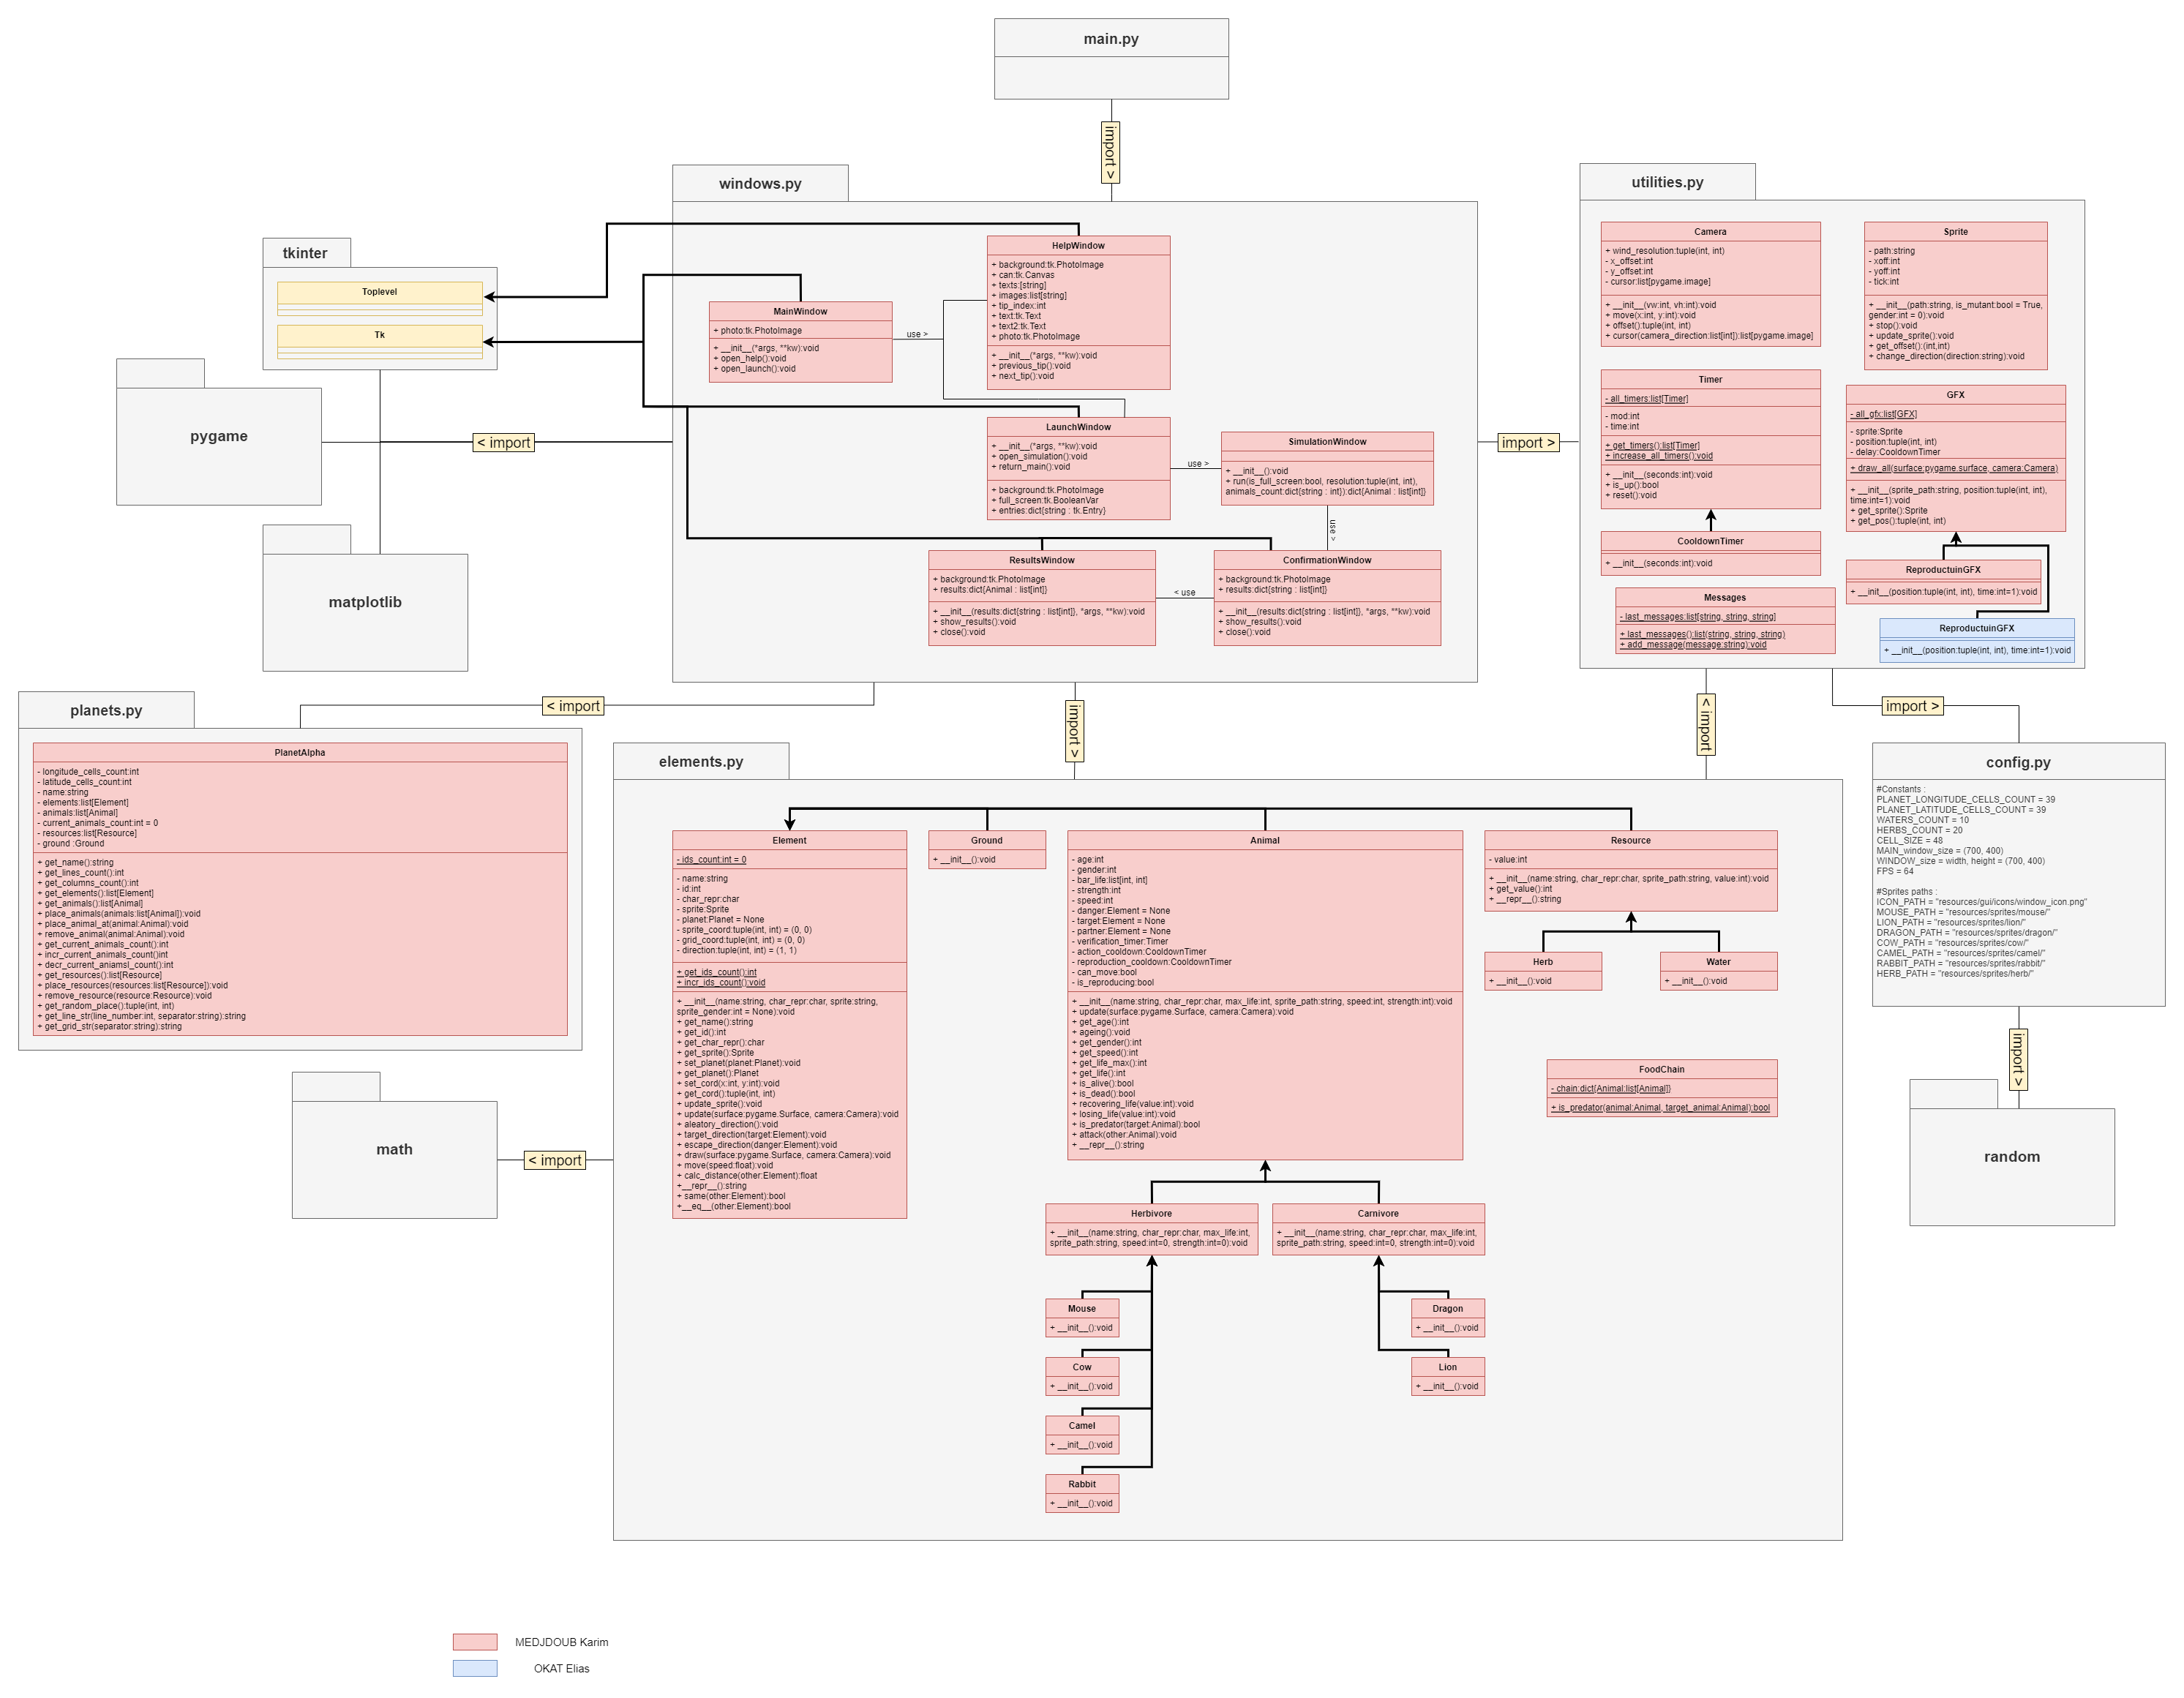 main.py
import >
windows.py
HelpWindow
+ background:tk.PhotoImage
+ can:tk.Canvas
+ texts:[string]
+ images:list[string]
+ tip_index:int
+ text:tk.Text
+ text2:tk.Text
+ photo:tk.PhotoImage
+ __init__(*args, **kw):void
+ previous_tip():void
+ next_tip():void
MainWindow
+ photo:tk.PhotoImage
+ __init__(*args, **kw):void
+ open_help():void
+ open_launch():void
use >
LaunchWindow
+ __init__(*args, **kw):void
+ open_simulation():void
+ return_main():void
+ background:tk.PhotoImage
+ full_screen:tk.BooleanVar
+ entries:dict{string : tk.Entry}
use >
SimulationWindow
+ __init__():void
+ run(is_full_screen:bool, resolution:tuple(int, int),
animals_count:dict{string : int}):dict{Animal : list[int]}
use >
ResultsWindow
+ background:tk.PhotoImage
+ results:dict{Animal : list[int]}
+ __init__(results:dict{string : list[int]}, *args, **kw):void
+ show_results():void
+ close():void
< use
ConfirmationWindow
+ background:tk.PhotoImage
+ results:dict{string : list[int]}
+ __init__(results:dict{string : list[int]}, *args, **kw):void
+ show_results():void
+ close():void
tkinter
Toplevel
Tk
pygame
< import
matplotlib
import >
utilities.py
Camera
+ wind_resolution:tuple(int, int)
- x_offset:int
- y_offset:int
- cursor:list[pygame.image]
+ __init__(vw:int, vh:int):void
+ move(x:int, y:int):void
+ offset():tuple(int, int)
+ cursor(camera_direction:list[int]):list[pygame.image]
Sprite
- path:string
- xoff:int
- yoff:int
- tick:int
+ __init__(path:string, is_mutant:bool = True,
gender:int = 0):void
+ stop():void
+ update_sprite():void
+ get_offset():(int,int)
+ change_direction(direction:string):void
Timer
- all_timers:list[Timer]
- mod:int
- time:int
+ get_timers():list[Timer]
+ increase_all_timers():void
+ __init__(seconds:int):void
+ is_up():bool
+ reset():void
GFX
- all_gfx:list[GFX]
- sprite:Sprite
- position:tuple(int, int)
- delay:CooldownTimer
+ draw_all(surface:pygame.surface, camera:Camera)
+ __init__(sprite_path:string, position:tuple(int, int),
time:int=1):void
+ get_sprite():Sprite
+ get_pos():tuple(int, int)
CooldownTimer
+ __init__(seconds:int):void
ReproductuinGFX
+ __init__(position:tuple(int, int), time:int=1):void
Messages
- last_messages:list[string, string, string]
+ last_messages():list(string, string, string)
+ add_message(message:string):void
ReproductuinGFX
+ __init__(position:tuple(int, int), time:int=1):void
< import
import >
< import
import >
planets.py
PlanetAlpha
- longitude_cells_count:int
- latitude_cells_count:int
- name:string
- elements:list[Element]
- animals:list[Animal]
- current_animals_count:int = 0
- resources:list[Resource]
- ground :Ground
+ get_name():string
+ get_lines_count():int
+ get_columns_count():int
+ get_elements():list[Element]
+ get_animals():list[Animal]
+ place_animals(animals:list[Animal]):void
+ place_animal_at(animal:Animal):void
+ remove_animal(animal:Animal):void
+ get_current_animals_count():int
+ incr_current_animals_count()int
+ decr_current_aniamsl_count():int
+ get_resources():list[Resource]
+ place_resources(resources:list[Resource]):void
+ remove_resource(resource:Resource):void
+ get_random_place():tuple(int, int)
+ get_line_str(line_number:int, separator:string):string
+ get_grid_str(separator:string):string
math
< import
elements.py
Element
- ids_count:int = 0
- name:string
- id:int
- char_repr:char
- sprite:Sprite
- planet:Planet = None
- sprite_coord:tuple(int, int) = (0, 0)
- grid_coord:tuple(int, int) = (0, 0)
- direction:tuple(int, int) = (1, 1)
+ get_ids_count():int
+ incr_ids_count():void
+ __init__(name:string, char_repr:char, sprite:string,
sprite_gender:int = None):void
+ get_name():string
+ get_id():int
+ get_char_repr():char
+ get_sprite():Sprite
+ set_planet(planet:Planet):void
+ get_planet():Planet
+ set_cord(x:int, y:int):void
+ get_cord():tuple(int, int)
+ update_sprite():void
+ update(surface:pygame.Surface, camera:Camera):void
+ aleatory_direction():void
+ target_direction(target:Element):void
+ escape_direction(danger:Element):void
+ draw(surface:pygame.Surface, camera:Camera):void
+ move(speed:float):void
+ calc_distance(other:Element):float
+__repr__():string
+ same(other:Element):bool
+__eq__(other:Element):bool
Ground
+ __init__():void
Animal
- age:int
- gender:int
- bar_life:list[int, int]
- strength:int
- speed:int
- danger:Element = None
- target:Element = None
- partner:Element = None
- verification_timer:Timer
- action_cooldown:CooldownTimer
- reproduction_cooldown:CooldownTimer
- can_move:bool
- is_reproducing:bool
+ __init__(name:string, char_repr:char, max_life:int, sprite_path:string, speed:int, strength:int):void
+ update(surface:pygame.Surface, camera:Camera):void
+ get_age():int
+ ageing():void
+ get_gender():int
+ get_speed():int
+ get_life_max():int
+ get_life():int
+ is_alive():bool
+ is_dead():bool
+ recovering_life(value:int):void
+ losing_life(value:int):void
+ is_predator(target:Animal):bool
+ attack(other:Animal):void
+ __repr__():string
Resource
- value:int
+ __init__(name:string, char_repr:char, sprite_path:string, value:int):void
+ get_value():int
+ __repr__():string
Herb
+ __init__():void
Water
+ __init__():void
FoodChain
- chain:dict{Animal:list[Animal]}
+ is_predator(animal:Animal, target_animal:Animal):bool
Herbivore
+ __init__(name:string, char_repr:char, max_life:int,
sprite_path:string, speed:int=0, strength:int=0):void
Carnivore
+ __init__(name:string, char_repr:char, max_life:int,
sprite_path:string, speed:int=0, strength:int=0):void
Mouse
+ __init__():void
Cow
+ __init__():void
Camel
+ __init__():void
Rabbit
+ __init__():void
Dragon
+ __init__():void
Lion
+ __init__():void
config.py
#Constants :
PLANET_LONGITUDE_CELLS_COUNT = 39
PLANET_LATITUDE_CELLS_COUNT = 39
WATERS_COUNT = 10
HERBS_COUNT = 20
CELL_SIZE = 48
MAIN_window_size = (700, 400)
WINDOW_size = width, height = (700, 400)
FPS = 64
#Sprites paths :
ICON_PATH = "resources/gui/icons/window_icon.png"
MOUSE_PATH = "resources/sprites/mouse/"
LION_PATH = "resources/sprites/lion/"
DRAGON_PATH = "resources/sprites/dragon/"
COW_PATH = "resources/sprites/cow/"
CAMEL_PATH = "resources/sprites/camel/"
RABBIT_PATH = "resources/sprites/rabbit/"
HERB_PATH = "resources/sprites/herb/"
import >
random
MEDJDOUB Karim
OKAT Elias